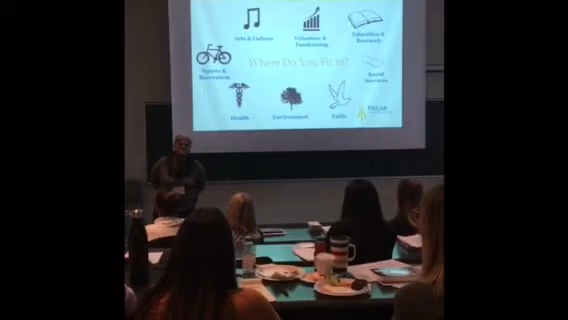 Arts & Culture
Volunteer &
Fundraising
Education &
Research
Sports &
Recreation
Where Do You Fit in?
Social
Services
Health
Environment
Faith
PILLAR